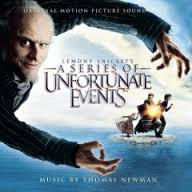 ORIGINAL MOTION PICTURE SOUNDTRACK
LEMONY SNICKET'S
A SERIES OF
UNFORTUNATE EVENTS
MUSIC BY THOMAS NEWMAN